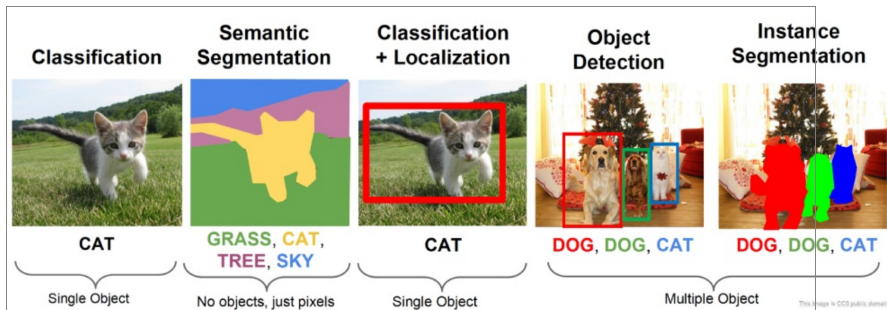 Classification
Semantic
Segmentation
Classification
+ Localization
Object
Detection
Instance
Segmentation
CAT
GRASS, CAT,
TREE, SKY
CAT
DOG, DOG, CAT
DOG, DOG, CAT
Single Object
No objects, just pixels
Single Object
Multiple Object
This image is CC0 public domain